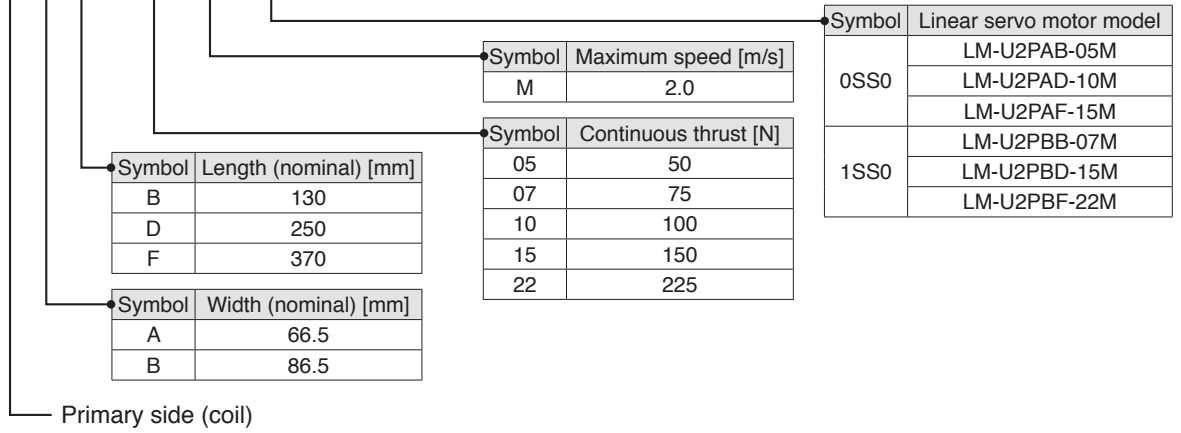 Symbol Linear servo motor model
0SS0 LM-U2PAB-05M
LM-U2PAD-10M
LM-U2PAF-15M
1SS0 LM-U2PBB-07M
LM-U2PBD-15M
LM-U2PBF-22M
Symbol Maximum speed [m/s]
M 2.0
Symbol Continuous thrust [N]
05 50
07 75
10 100
15 150
22 225
Symbol Length (nominal) [mm]
B 130
D 250
F 370
Symbol Width (nominal) [mm]
A 66.5
B 86.5
Primary side (coil)